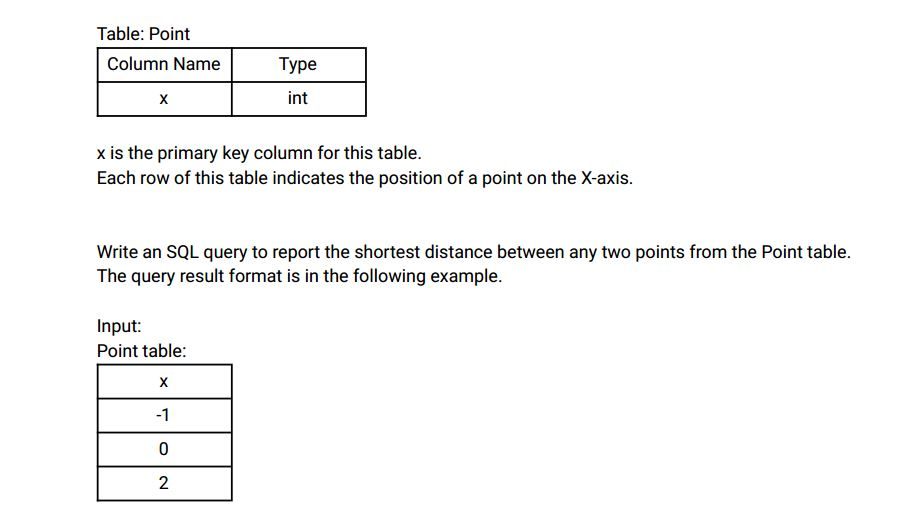 Table: Point
Column Name Type
x int
x is the primary key column for this table.
Each row of this table indicates the position of a point on the X-axis.
Write an SQL query to report the shortest distance between any two points from the Point table.
The query result format is in the following example.
Input:
Point table:
x
-1
0
2